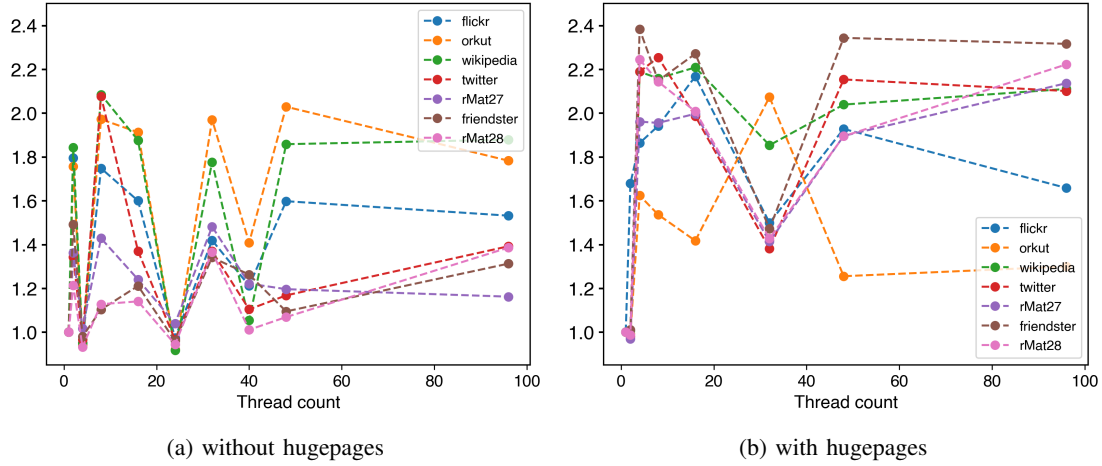 2.4
2.2
2.0
1.8
1.6
1.4
1.2
1.0
0 20 40 60 80 100
Thread count
flickr
orkut
wikipedia
twitter
rMat27
friendster
rMat28
(a) without hugepages
2.4
2.2
2.0
1.8
1.6
1.4
1.2
1.0
0 20 40 60 80 100
Thread count
flickr
orkut
wikipedia
twitter
rMat27
friendster
rMat28
(b) with hugepages